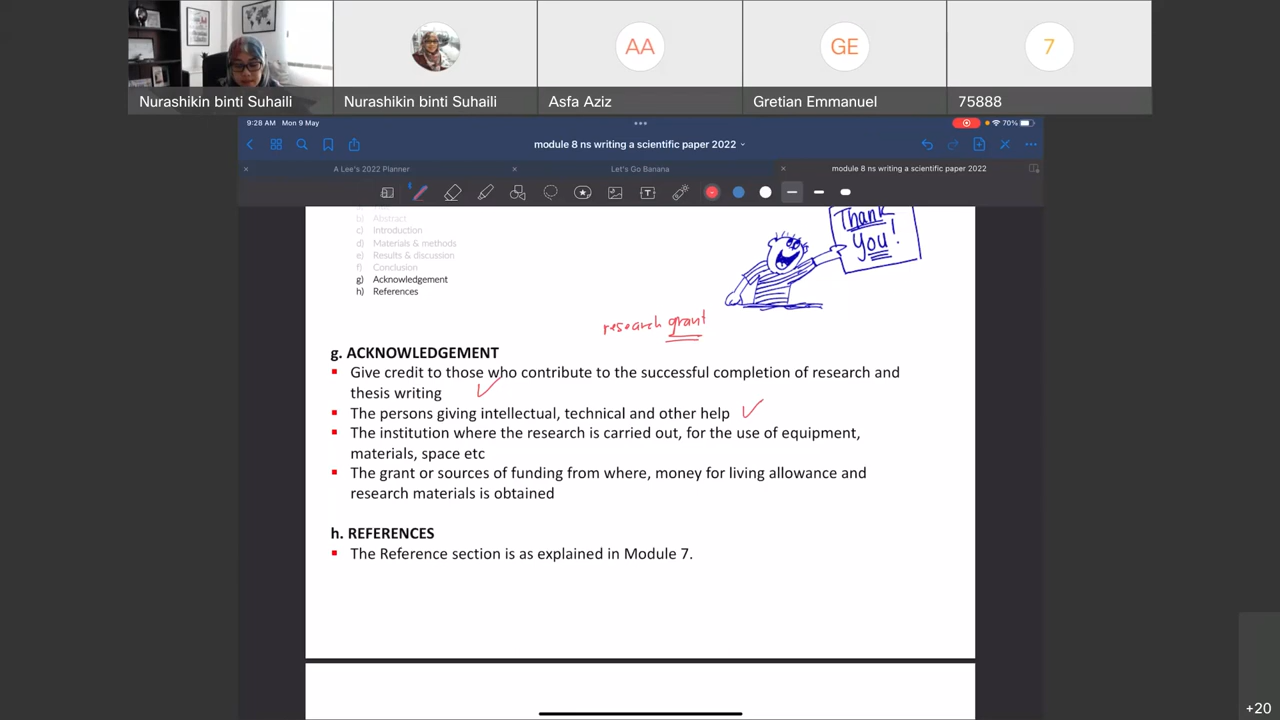 AA
GE
7
Nurashikin binti Suhaili
Nurashikin binti Suhaili
Asfa Aziz
Gretian Emmanuel
75888
9:28 AM Mon 9 May
70%
module 8 ns writing a scientific paper 2022
A Lee's 2022 Planner
Let's Go Banana
module 8 ns writing a scientific paper 2022
b) Abstract
c) Introduction
d) Materials & methods
e) Results & discussion
f) Conclusion
g) Acknowledgement
h) References
Thank
you!
research grant
g. ACKNOWLEDGEMENT
▪ Give credit to those who contribute to the successful completion of research and
thesis writing
▪ The persons giving intellectual, technical and other help
▪ The institution where the research is carried out, for the use of equipment,
materials, space etc
▪ The grant or sources of funding from where, money for living allowance and
research materials is obtained
h. REFERENCES
▪ The Reference section is as explained in Module 7.
+20